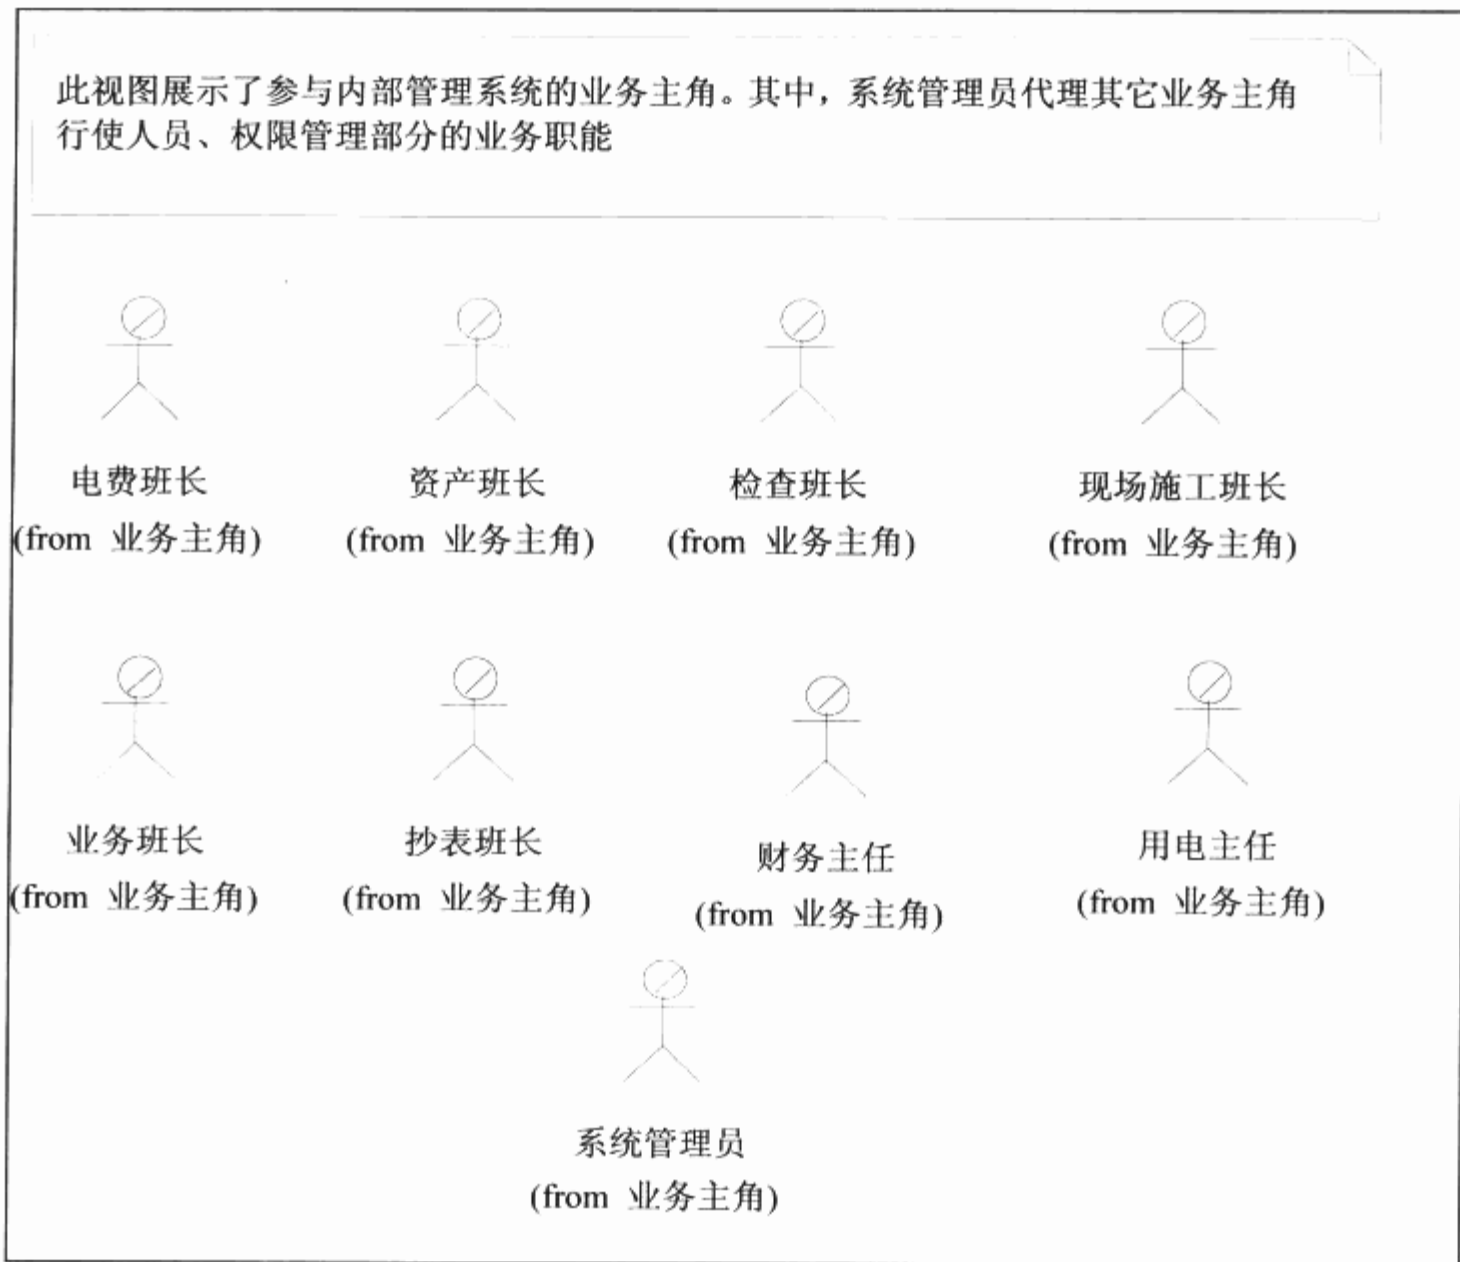 此视图展示了参与内部管理系统的业务主角。其中，系统管理员代理其它业务主角
行使人员、权限管理部分的业务职能
电费班长
(from 业务主角)
资产班长
(from 业务主角)
检查班长
(from 业务主角)
现场施工班长
(from 业务主角)
业务班长
(from 业务主角)
抄表班长
(from 业务主角)
财务主任
(from 业务主角)
用电主任
(from 业务主角)
系统管理员
(from 业务主角)